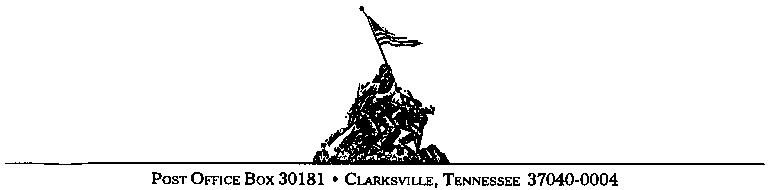 Post Office Box 30181 • Clarksville, Tennessee 37040-0004